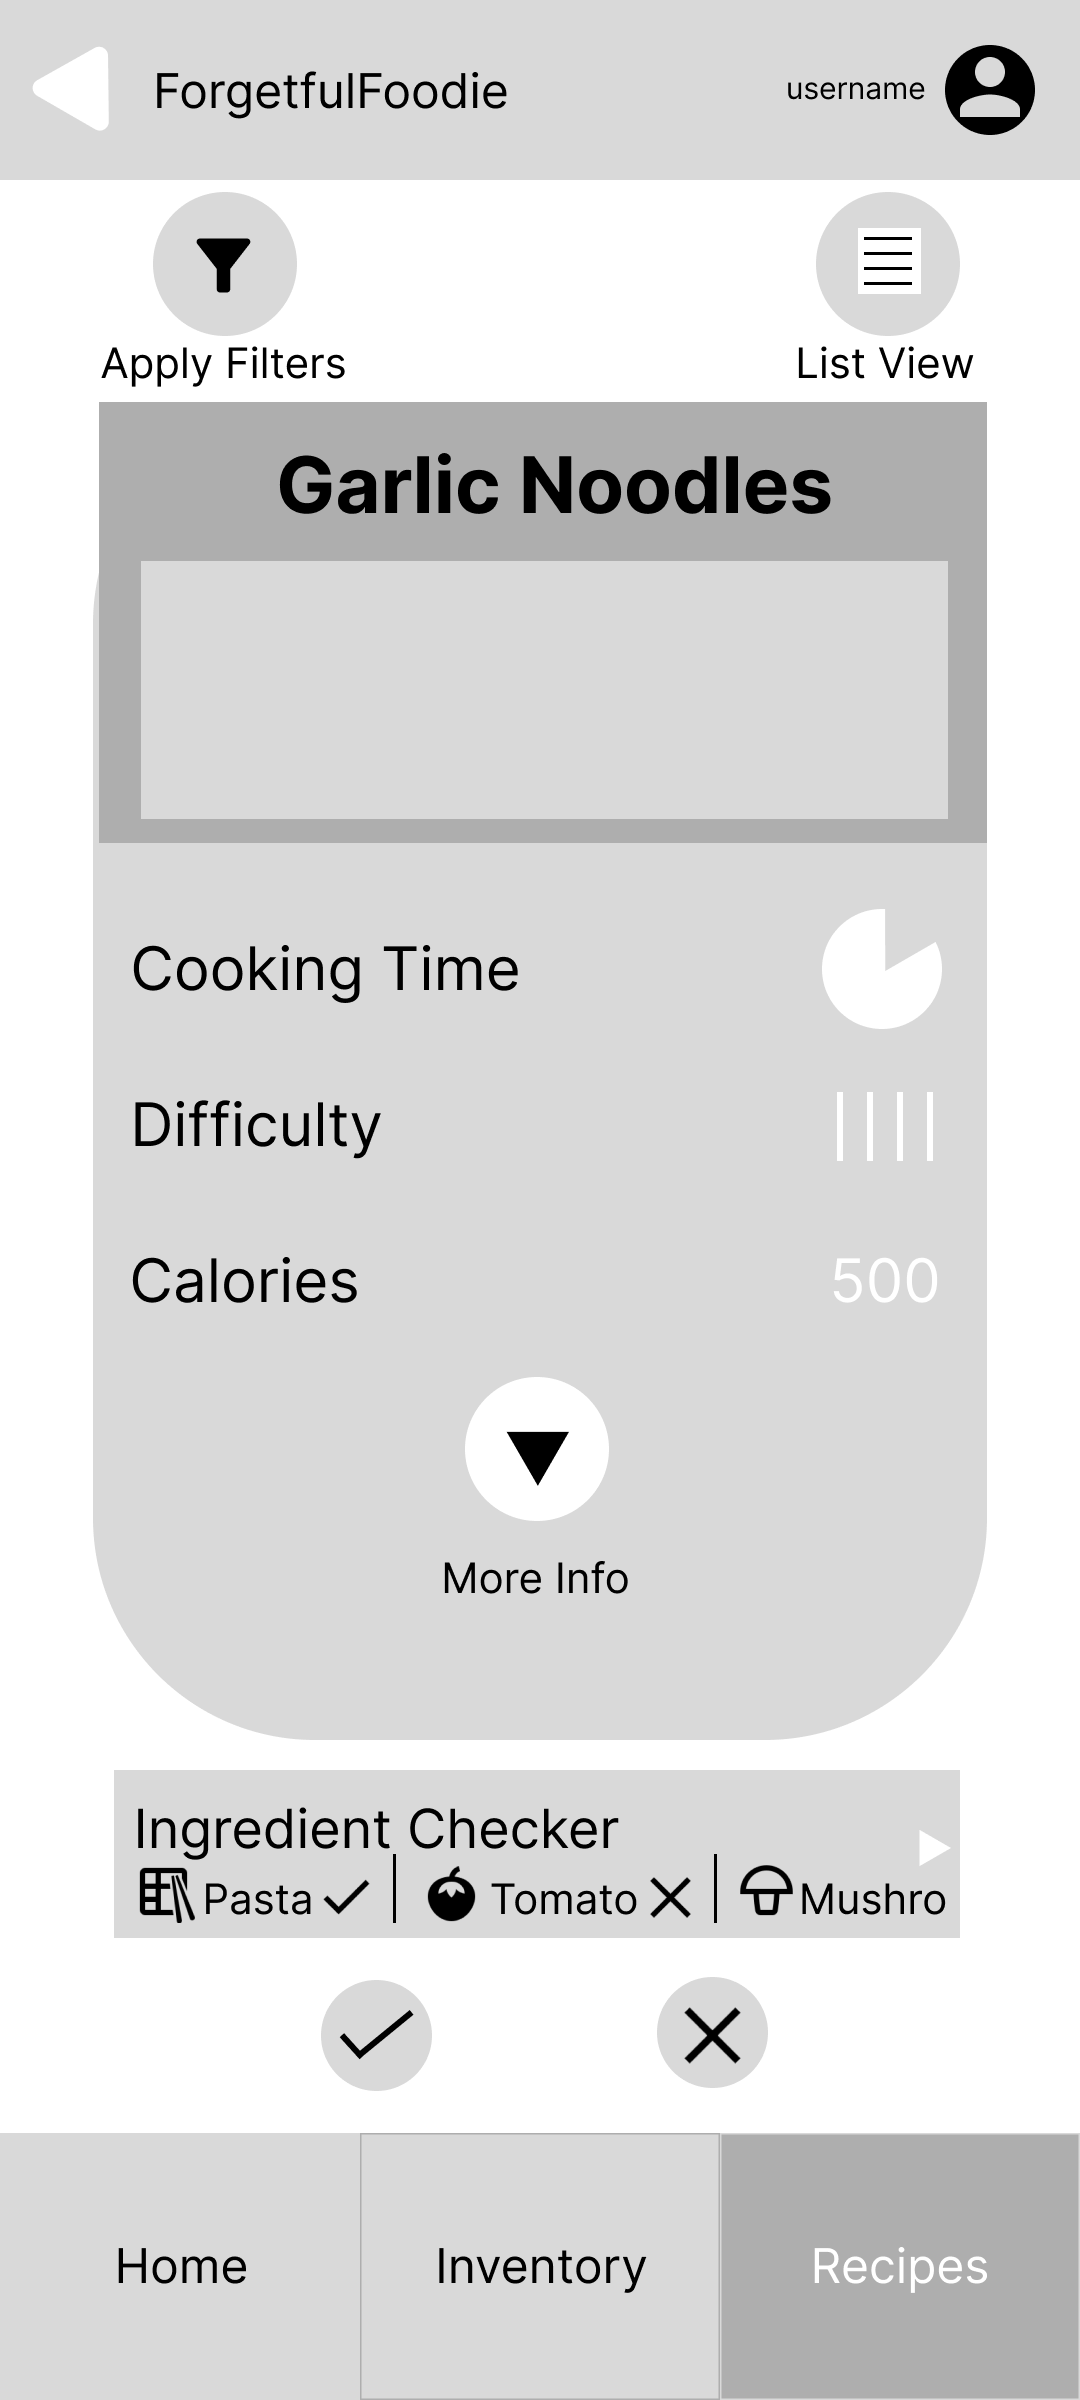 ForgetfulFoodie
username
Apply Filters
List View
Garlic Noodles
Cooking Time
Difficulty
Calories
500
More Info
Ingredient Checker
Pasta
Tomato
Mushro
Home
Inventory
Recipes